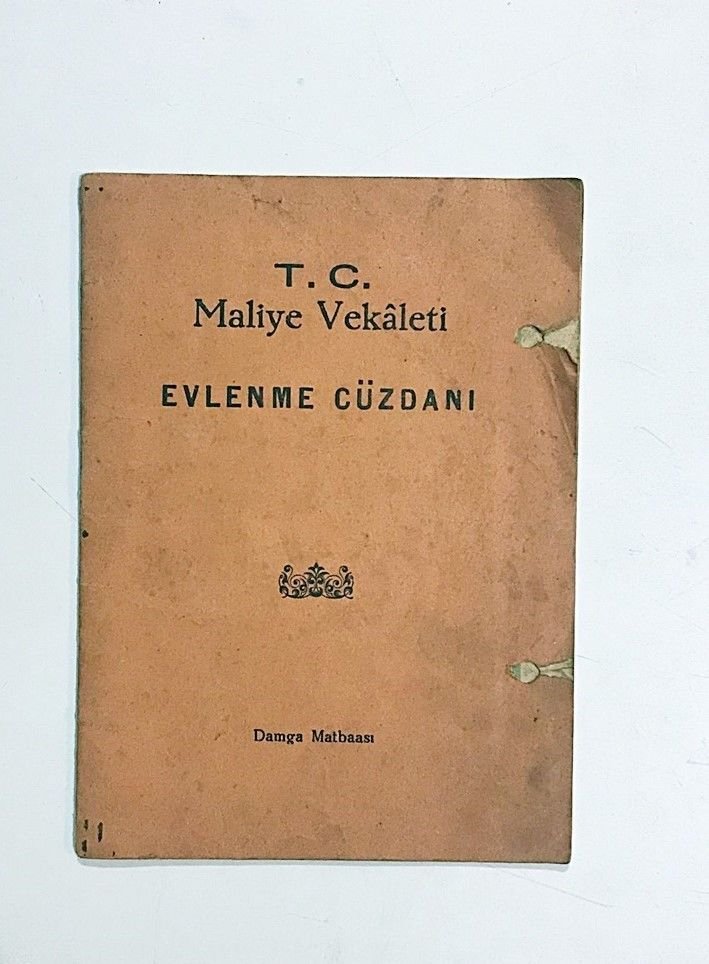 T. C.
Maliye Vekâleti
EVLENME CÜZDANI
Damga Matbaası